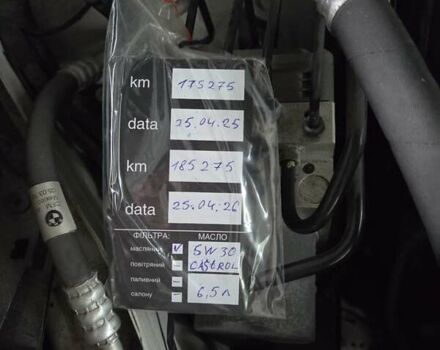 km 175275
data 25.04.25
km 185275
data 25.04.26
ФІЛЬТРА: МАСЛО
масляний V 5W30
повітряний – CASTROL
паливний –
салону – 6,5л